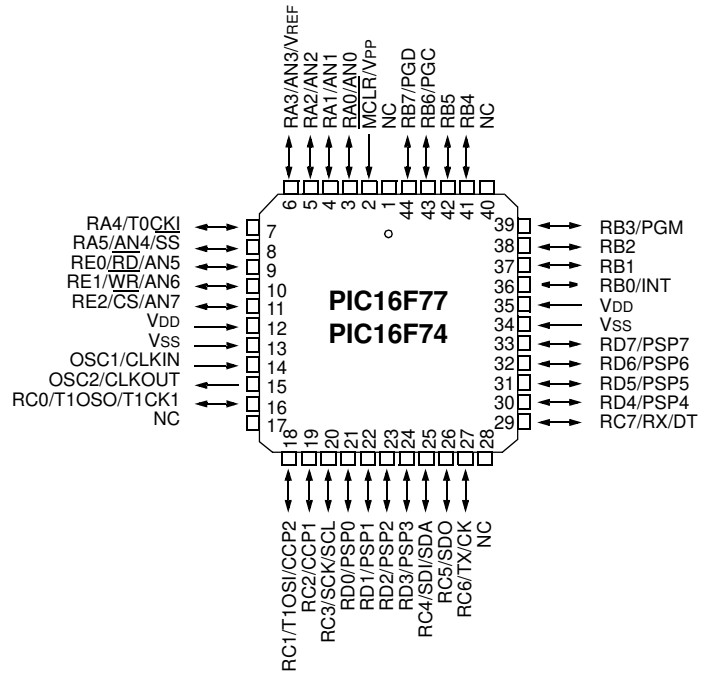 RA3/AN3/VREF
RA2/AN2
RA1/AN1
RA0/AN0
MCLR/VPP
NC
RB7/PGD
RB6/PGC
RB5
RB4
NC
6
5
4
3
2
1
44
43
42
41
40
RA4/T0CKI
RA5/AN4/SS
RE0/RD/AN5
RE1/WR/AN6
RE2/CS/AN7
VDD
VSS
OSC1/CLKIN
OSC2/CLKOUT
RC0/T1OSO/T1CK1
NC
7
8
9
10
11
12
13
14
15
16
17
PIC16F77
PIC16F74
39
38
37
36
35
34
33
32
31
30
29
RB3/PGM
RB2
RB1
RB0/INT
VDD
VSS
RD7/PSP7
RD6/PSP6
RD5/PSP5
RD4/PSP4
RC7/RX/DT
18
19
20
21
22
23
24
25
26
27
28
RC1/T1OSI/CCP2
RC2/CCP1
RC3/SCK/SCL
RD0/PSP0
RD1/PSP1
RD2/PSP2
RD3/PSP3
RC4/SDI/SDA
RC5/SDO
RC6/TX/CK
NC